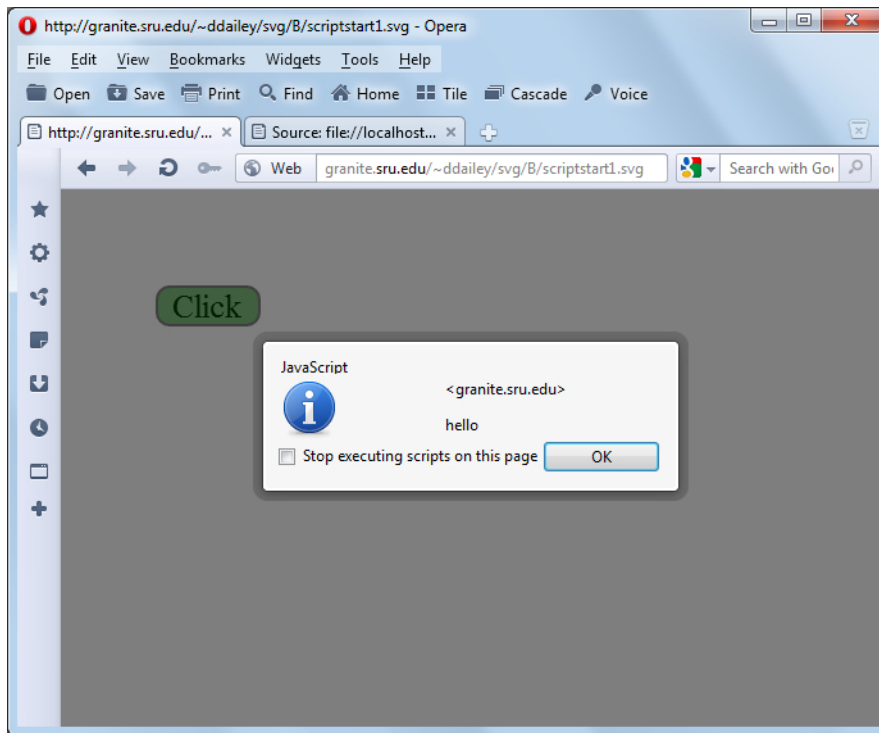 http://granite.sru.edu/~ddailey/svg/B/scriptstart1.svg - Opera
File Edit View Bookmarks Widgets Tools Help
Open Save Print Find Home Tile Cascade Voice
http://granite.sru.edu/... Source: file://localhost...
Web granite.sru.edu/~ddailey/svg/B/scriptstart1.svg Search with Goo
Click
JavaScript
<granite.sru.edu>
hello
Stop executing scripts on this page OK